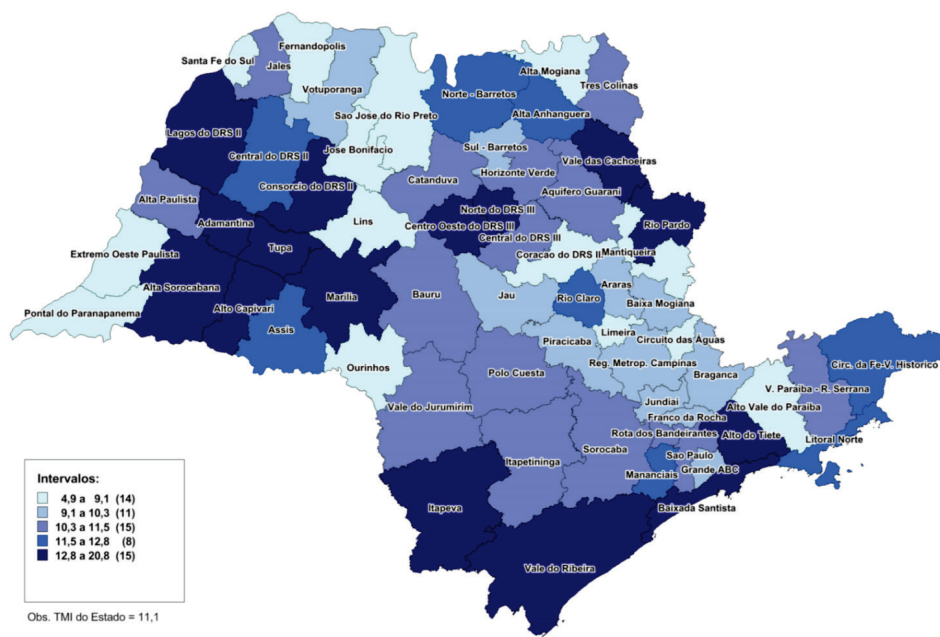 Fernandopolis
Santa Fe do Sul
Jales
Alta Mogiana
Tres Colinas
Votuporanga
Norte - Barretos
Sao Jose do Rio Preto
Alta Anhanguera
Lagos do DRS II
Sul - Barretos
Jose Bonifacio
Central do DRS II
Vale das Cachoeiras
Horizonte Verde
Catanduva
Consorcio do DRS II
Aquifero Guarani
Alta Paulista
Norte do DRS III
Adamantina
Lins
Centro Oeste do DRS III
Rio Pardo
Central do DRS III
Tupa
Extremo Oeste Paulista
Coracao do DRS II.
Mantiqueira
Araras
Alta Sorocabana
Marilia
Bauru
Jau
Rio Claro
Baixa Mogiana
Pontal do Paranapanema
Alto Capivari
Assis
Limeira
Circuito das Aguas
Piracicaba
Reg. Metrop. Campinas
Circ. da Fe-V. Historico
Ourinhos
Polo Cuesta
Braganca
V. Paraiba - R. Serrana
Jundiai
Vale do Jurumirim
Alto Vale do Paraiba
Franco da Rocha
Rota dos Bandeirantes
Alto do Tiete
Litoral Norte
Itapetininga
Sorocaba
Sao Paulo
Mananciais
Grande ABC
Itapeva
Baixada Santista
Vale do Ribeira
Intervalos:
4,9 a 9,1 (14)
9,1 a 10,3 (11)
10,3 a 11,5 (15)
11,5 a 12,8 (8)
12,8 a 20,8 (15)
Obs. TMI do Estado = 11,1